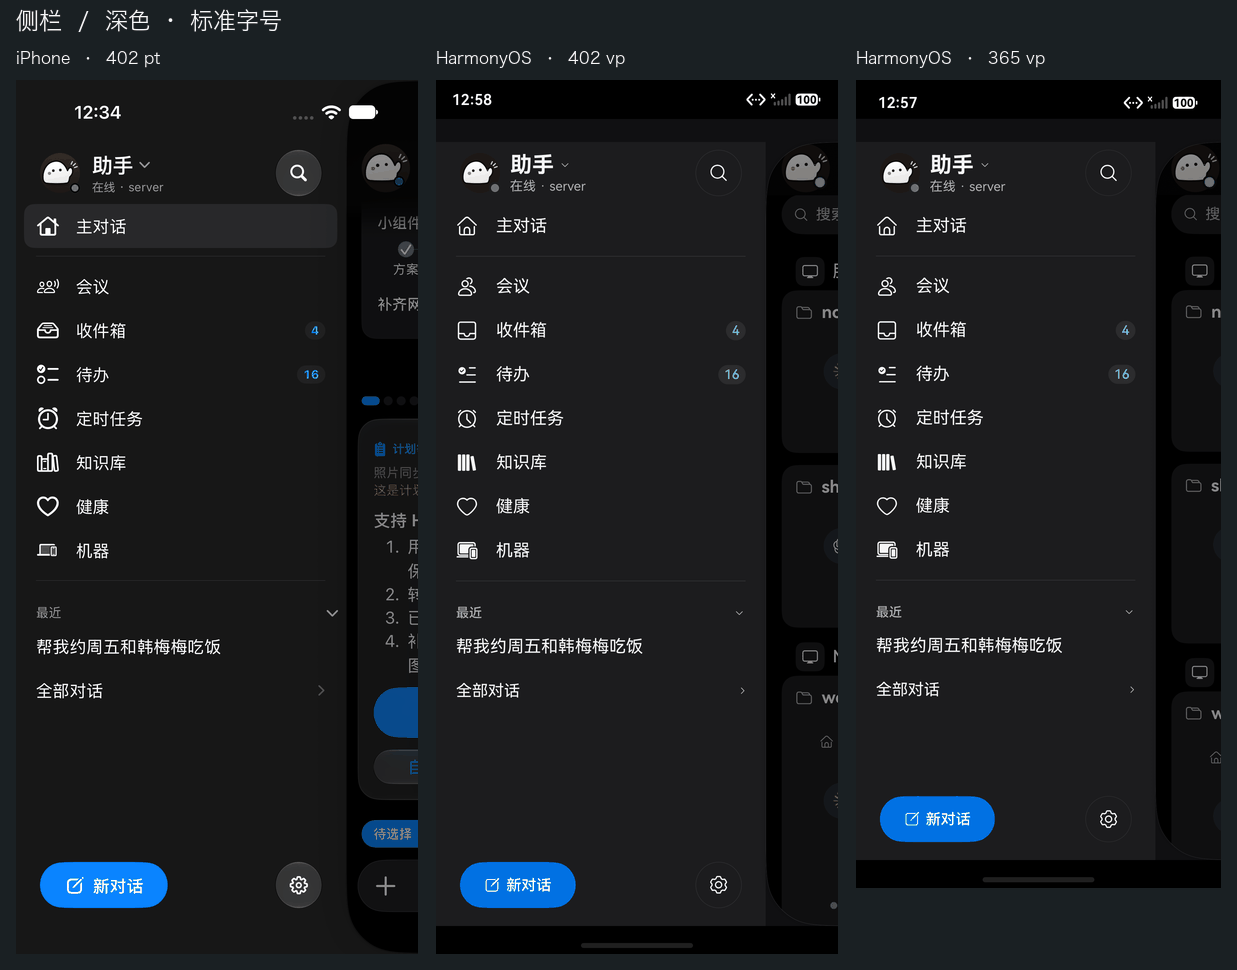 侧栏 / 深色 · 标准字号
iPhone · 402 pt
12:34
助手
在线 · server
主对话
会议
收件箱 4
待办 16
定时任务
知识库
健康
机器
最近
帮我约周五和韩梅梅吃饭
全部对话
新对话
小组件
方案
补齐网
计划
照片同步
这是计划
支持 H
1. 用
保
2. 转
3. 已
4. 补
图
自
待选择
HarmonyOS · 402 vp
12:58
100
助手
在线 · server
主对话
会议
收件箱 4
待办 16
定时任务
知识库
健康
机器
最近
帮我约周五和韩梅梅吃饭
全部对话
新对话
搜索
no
sh
wo
HarmonyOS · 365 vp
12:57
100
助手
在线 · server
主对话
会议
收件箱 4
待办 16
定时任务
知识库
健康
机器
最近
帮我约周五和韩梅梅吃饭
全部对话
新对话
搜
n